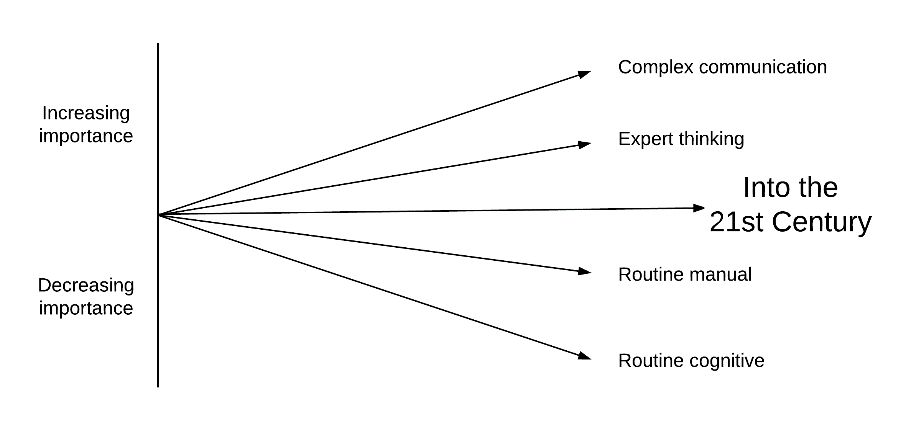 Increasing
importance
Decreasing
importance
Complex communication
Expert thinking
Into the
21st Century
Routine manual
Routine cognitive